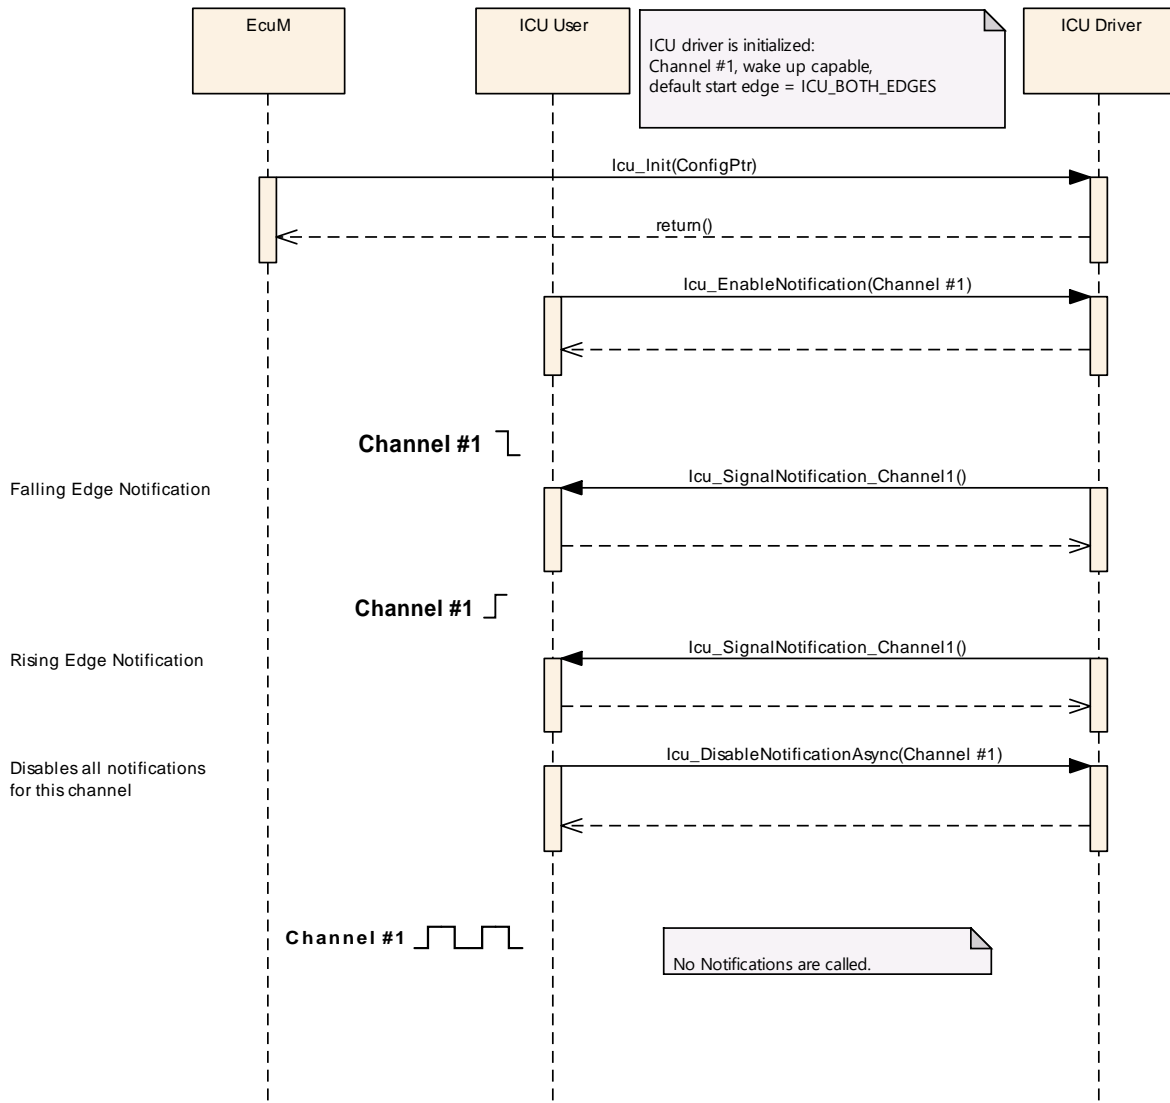 EcuM
ICU User
ICU Driver
ICU driver is initialized:
Channel #1, wake up capable,
default start edge = ICU_BOTH_EDGES
Icu_Init(ConfigPtr)
return()
Icu_EnableNotification(Channel #1)
Channel #1
Icu_SignalNotification_Channel1()
Falling Edge Notification
Channel #1
Icu_SignalNotification_Channel1()
Rising Edge Notification
Icu_DisableNotificationAsync(Channel #1)
Disables all notifications
for this channel
Channel #1
No Notifications are called.